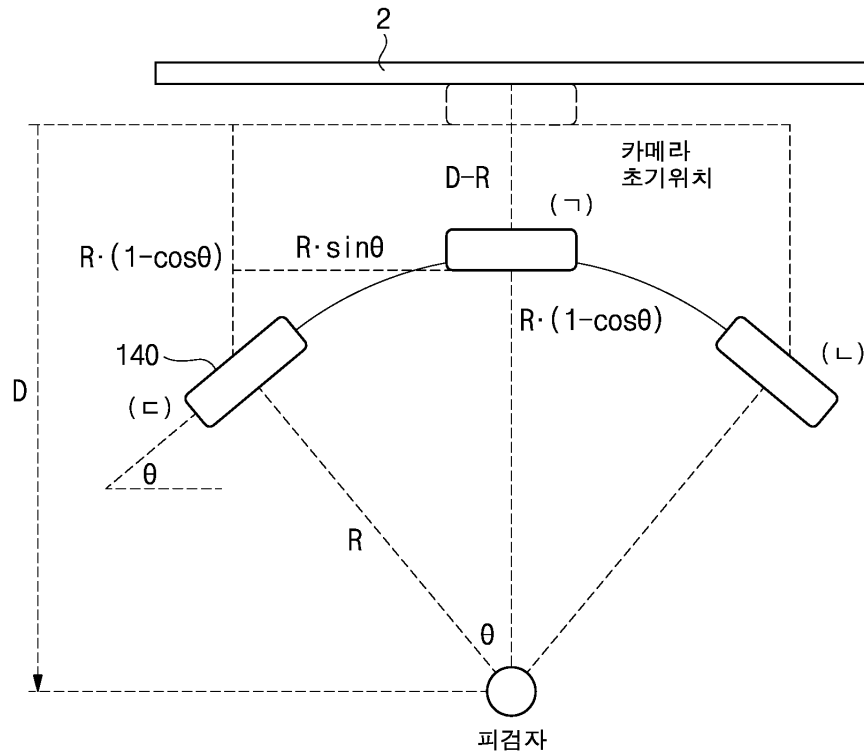 2
카메라
초기위치
D-R
(ㄱ)
R·(1-cosθ)
R·sinθ
R·(1-cosθ)
140
(ㄴ)
D
(ㄷ)
θ
R
θ
피검자